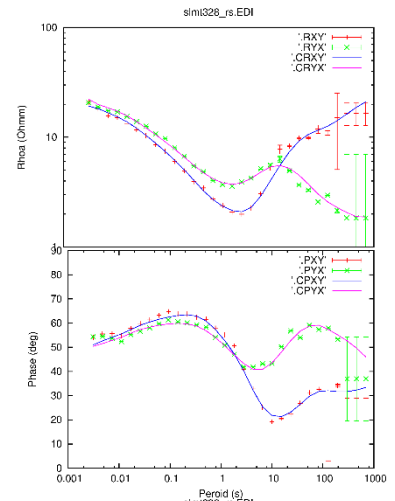 slmt328_rs.EDI
100
'.RXY'
'.RYX'
'.CRXY'
'.CRYX'
10
Rhoa (Ohmm)
1
90
'.PXY'
'.PYX'
'.CPXY'
'.CPYX'
80
70
60
50
40
30
20
10
0
Phase (deg)
0.001 0.01 0.1 1 10 100 1000
Peroid (s)